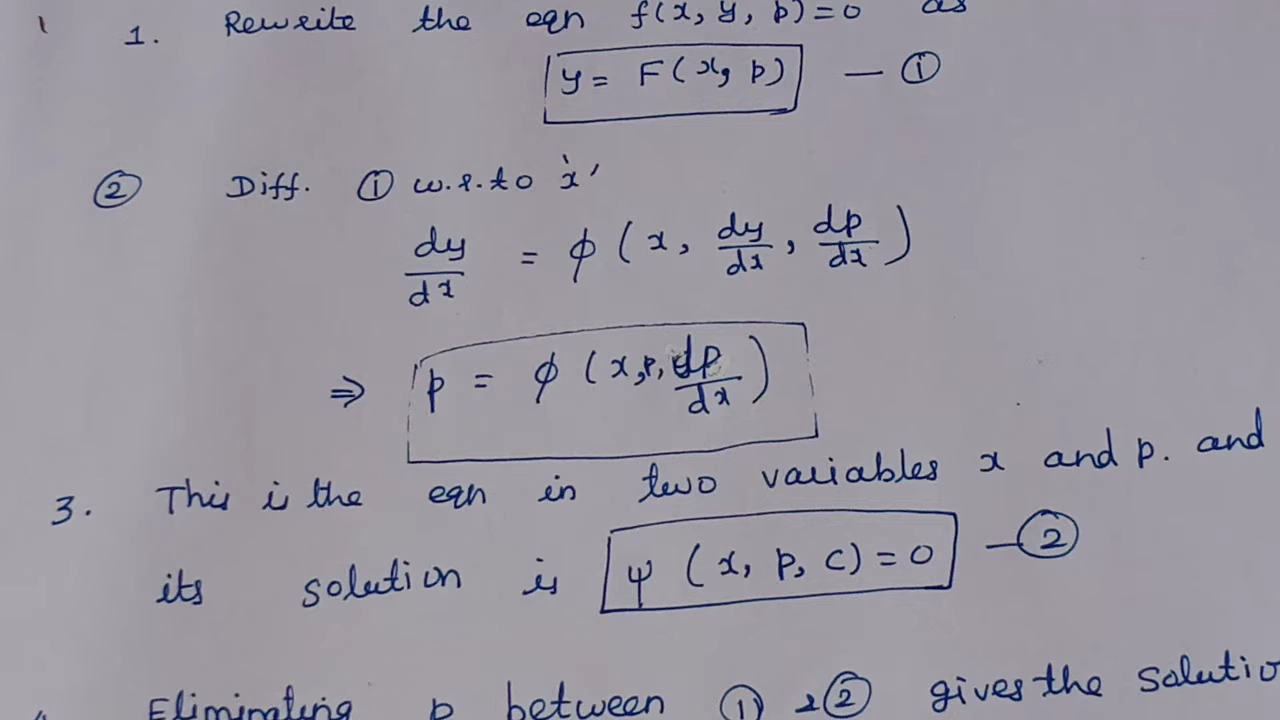 1. Rewrite the eqn f(x, y, p)=0 as
y = F(x, p) — ①
② Diff. ① w.r.to 'x'
dy/dx = ϕ(x, dy/dx, dp/dx)
⇒ p = ϕ(x, p, dp/dx)
3. This is the eqn in two variables x and p. and
its solution is ψ(x, p, c)=0 — ②
Eliminating p between ① & ② gives the solutio